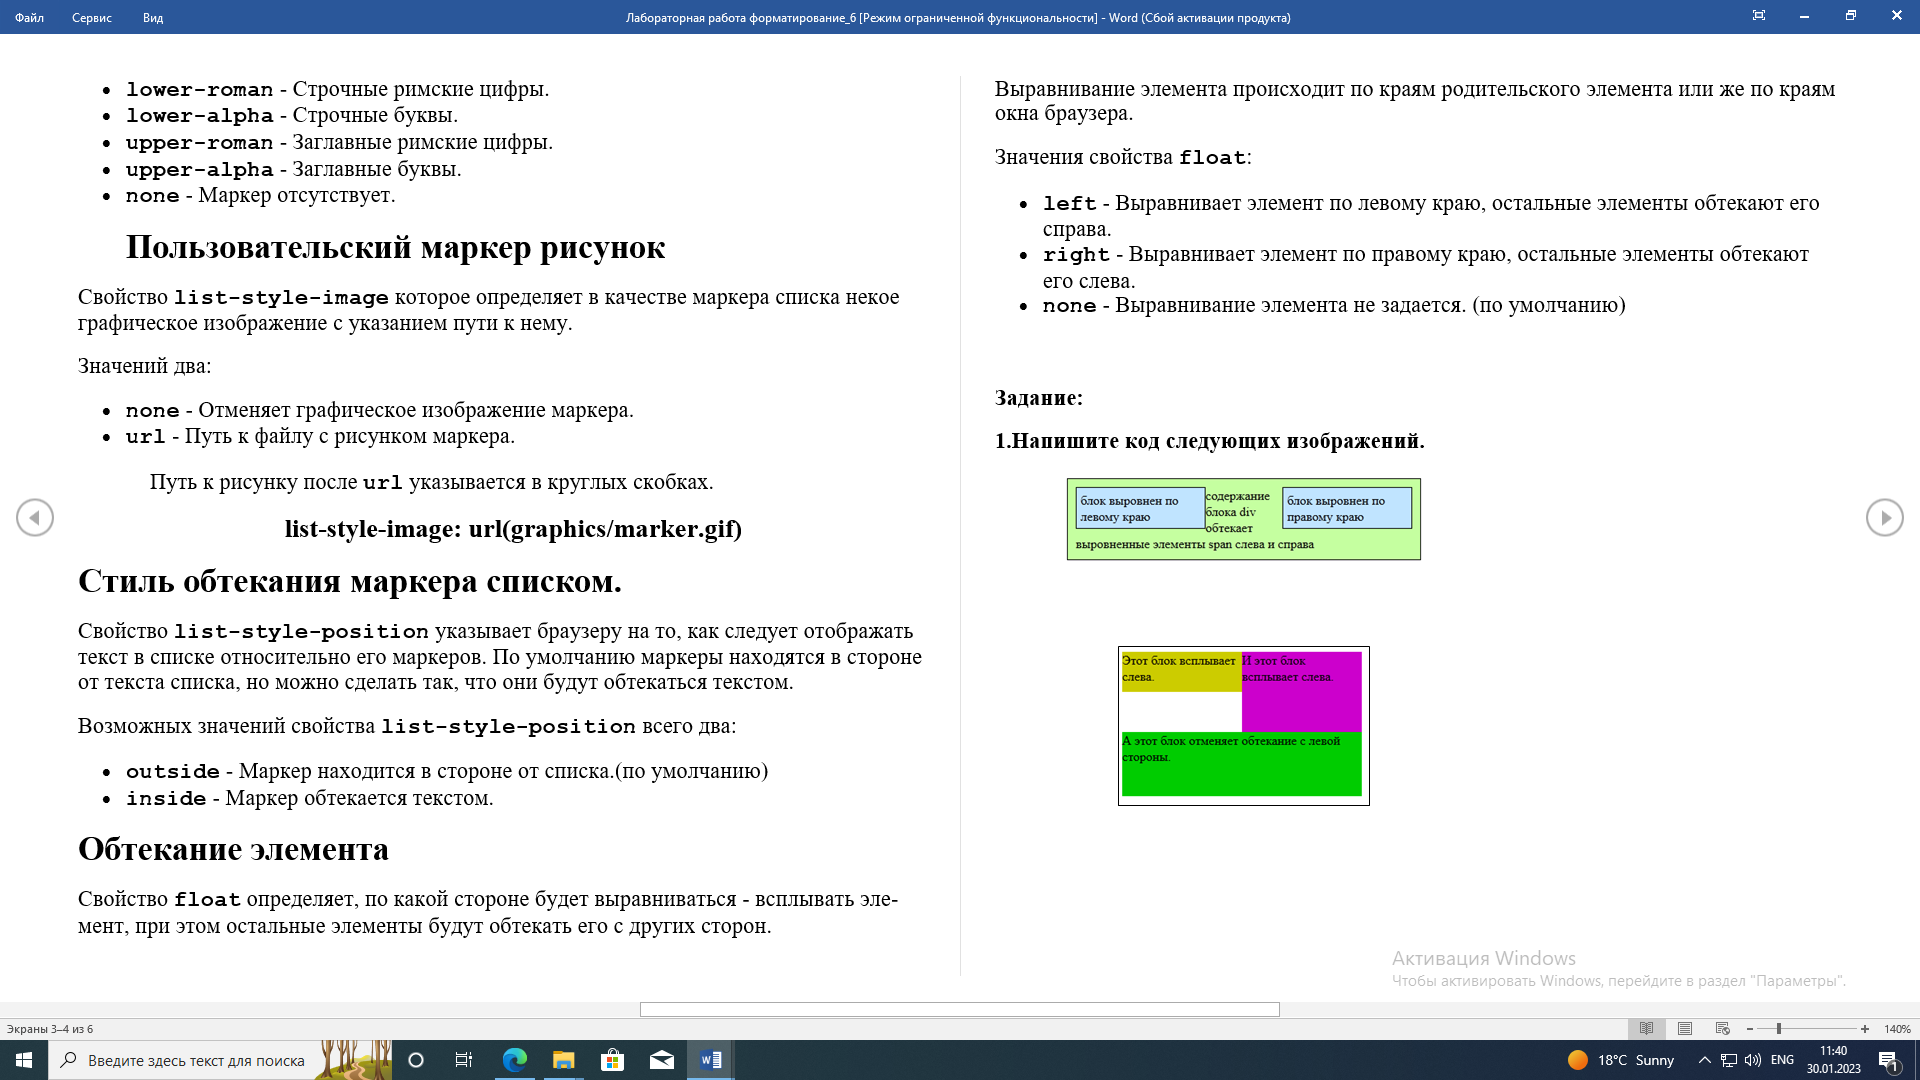 Файл Сервис Вид Лабораторная работа форматирование_6 [Режим ограниченной функциональности] - Word (Сбой активации продукта)
lower-roman - Строчные римские цифры.
lower-alpha - Строчные буквы.
upper-roman - Заглавные римские цифры.
upper-alpha - Заглавные буквы.
none - Маркер отсутствует.
Пользовательский маркер рисунок
Свойство list-style-image которое определяет в качестве маркера списка некое
графическое изображение с указанием пути к нему.
Значений два:
none - Отменяет графическое изображение маркера.
url - Путь к файлу с рисунком маркера.
Путь к рисунку после url указывается в круглых скобках.
list-style-image: url(graphics/marker.gif)
Стиль обтекания маркера списком.
Свойство list-style-position указывает браузеру на то, как следует отображать
текст в списке относительно его маркеров. По умолчанию маркеры находятся в стороне
от текста списка, но можно сделать так, что они будут обтекаться текстом.
Возможных значений свойства list-style-position всего два:
outside - Маркер находится в стороне от списка.(по умолчанию)
inside - Маркер обтекается текстом.
Обтекание элемента
Свойство float определяет, по какой стороне будет выравниваться - всплывать эле-
мент, при этом остальные элементы будут обтекать его с других сторон.
Выравнивание элемента происходит по краям родительского элемента или же по краям
окна браузера.
Значения свойства float:
left - Выравнивает элемент по левому краю, остальные элементы обтекают его
справа.
right - Выравнивает элемент по правому краю, остальные элементы обтекают
его слева.
none - Выравнивание элемента не задается. (по умолчанию)
Задание:
1.Напишите код следующих изображений.
блок выровнен по
левому краю
содержание
блока div
обтекает
блок выровнен по
правому краю
выровненные элементы span слева и справа
Этот блок всплывает
слева.
И этот блок
всплывает слева.
А этот блок отменяет обтекание с левой
стороны.
Активация Windows
Чтобы активировать Windows, перейдите в раздел "Параметры".
Экраны 3–4 из 6
140%
Введите здесь текст для поиска
18°C Sunny
ENG
11:40
30.01.2023
1